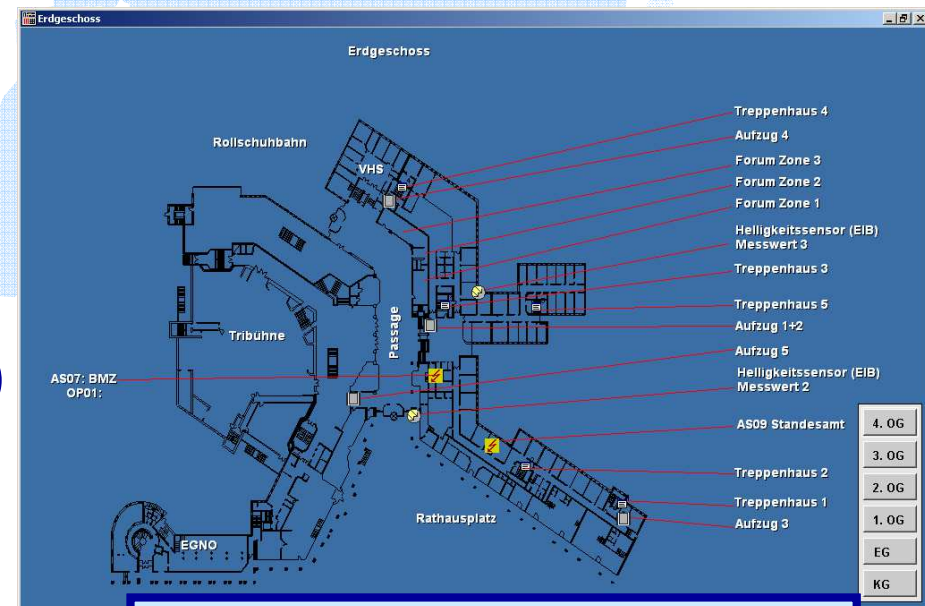 Erdgeschoss
Erdgeschoss
Treppenhaus 4
Aufzug 4
Rollschuhbahn
VHS
Forum Zone 3
Forum Zone 2
Forum Zone 1
Helligkeitssensor (EIB)
Messwert 3
Treppenhaus 3
Treppenhaus 5
Passage
Tribühne
Aufzug 1+2
Aufzug 5
AS07: BMZ
OP01:
Helligkeitssensor (EIB)
Messwert 2
AS09 Standesamt
Treppenhaus 2
Treppenhaus 1
Rathausplatz
Aufzug 3
EGNO
4. OG
3. OG
2. OG
1. OG
EG
KG